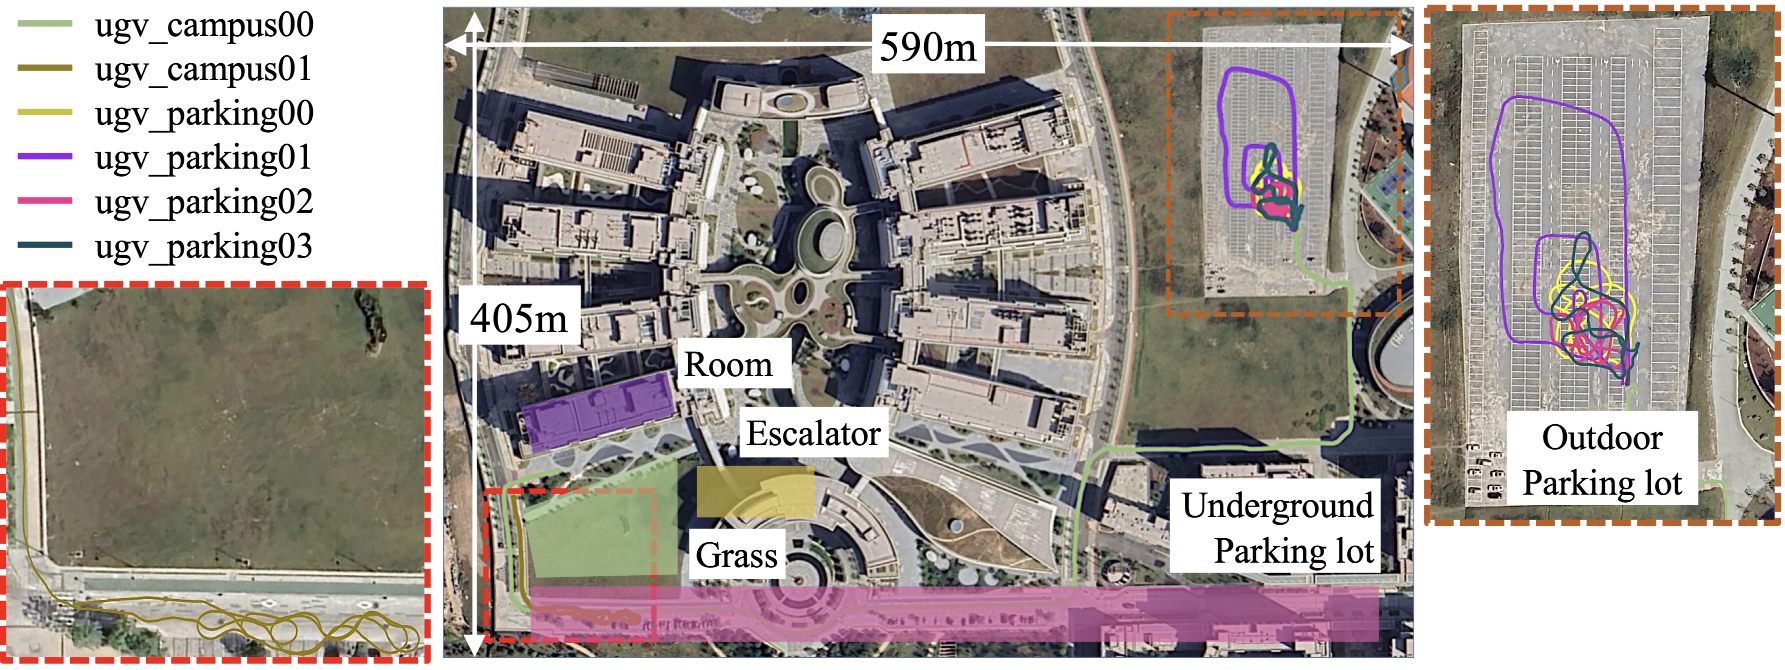 ugv_campus00
ugv_campus01
ugv_parking00
ugv_parking01
ugv_parking02
ugv_parking03
590m
405m
Room
Escalator
Grass
Underground
Parking lot
Outdoor
Parking lot